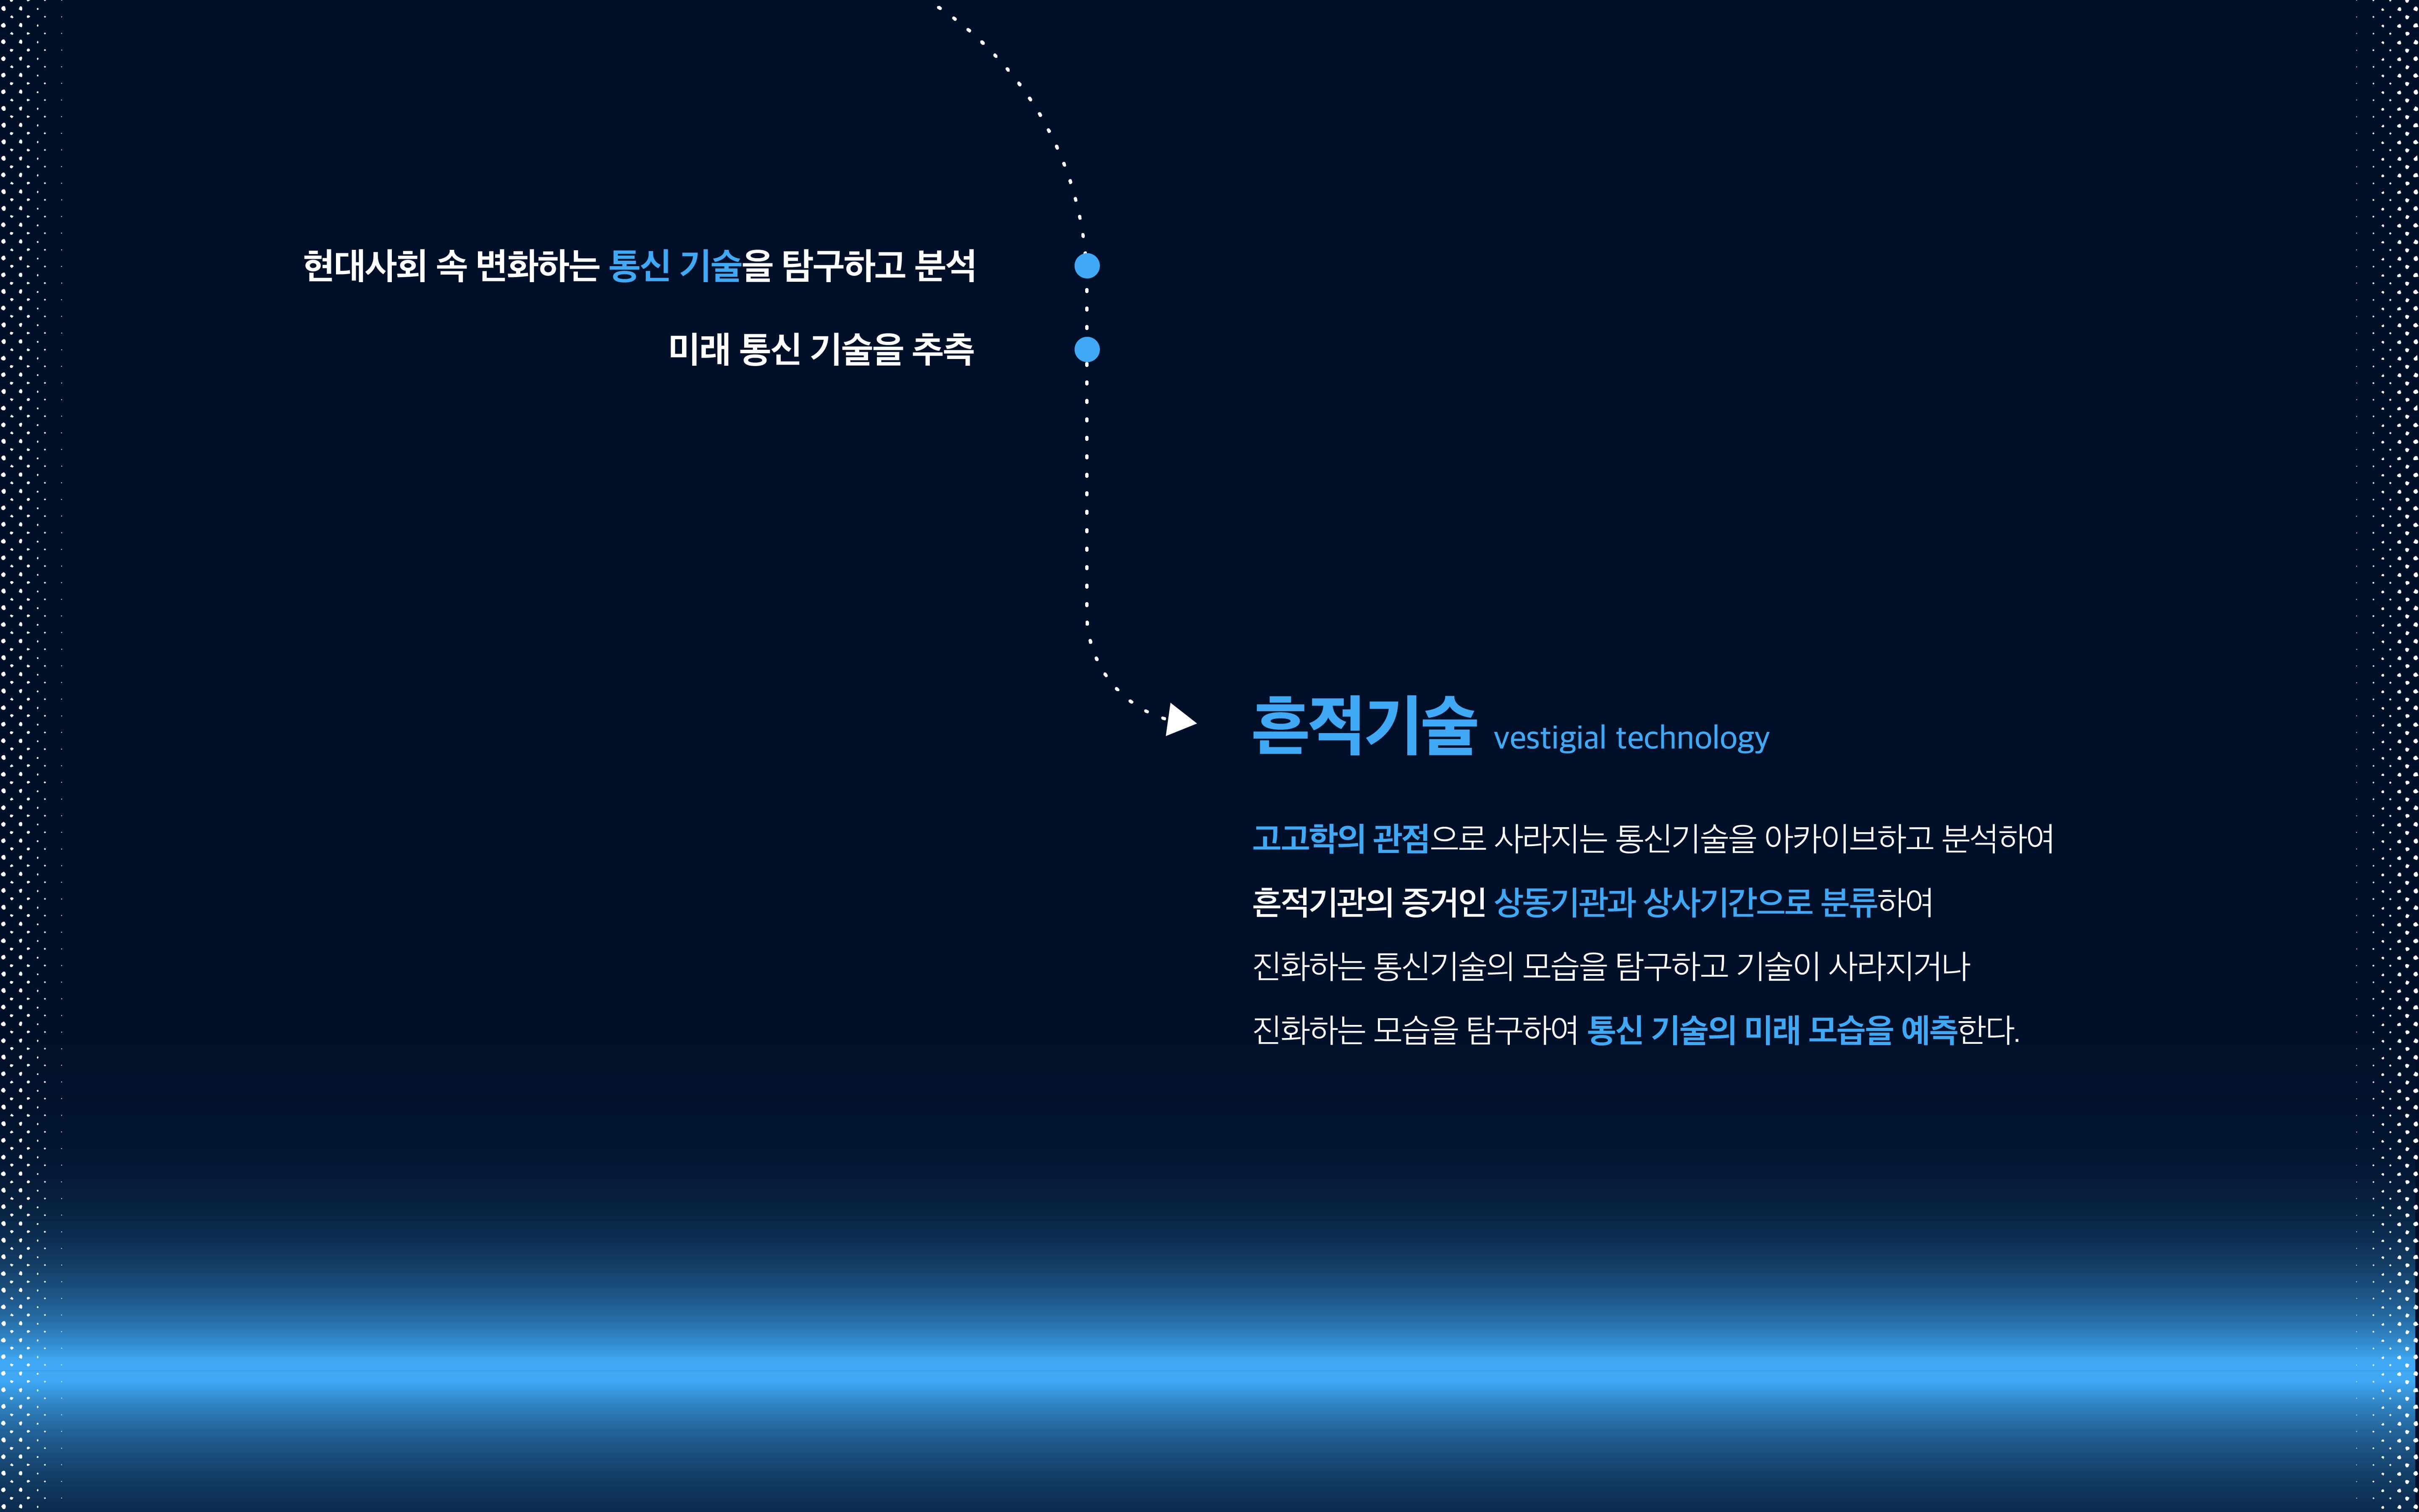 현대사회 속 변화하는 통신 기술을 탐구하고 분석
미래 통신 기술을 추측
흔적기술 vestigial technology
고고학의 관점으로 사라지는 통신기술을 아카이브하고 분석하여
흔적기관의 증거인 상동기관과 상사기간으로 분류하여
진화하는 통신기술의 모습을 탐구하고 기술이 사라지거나
진화하는 모습을 탐구하여 통신 기술의 미래 모습을 예측한다.